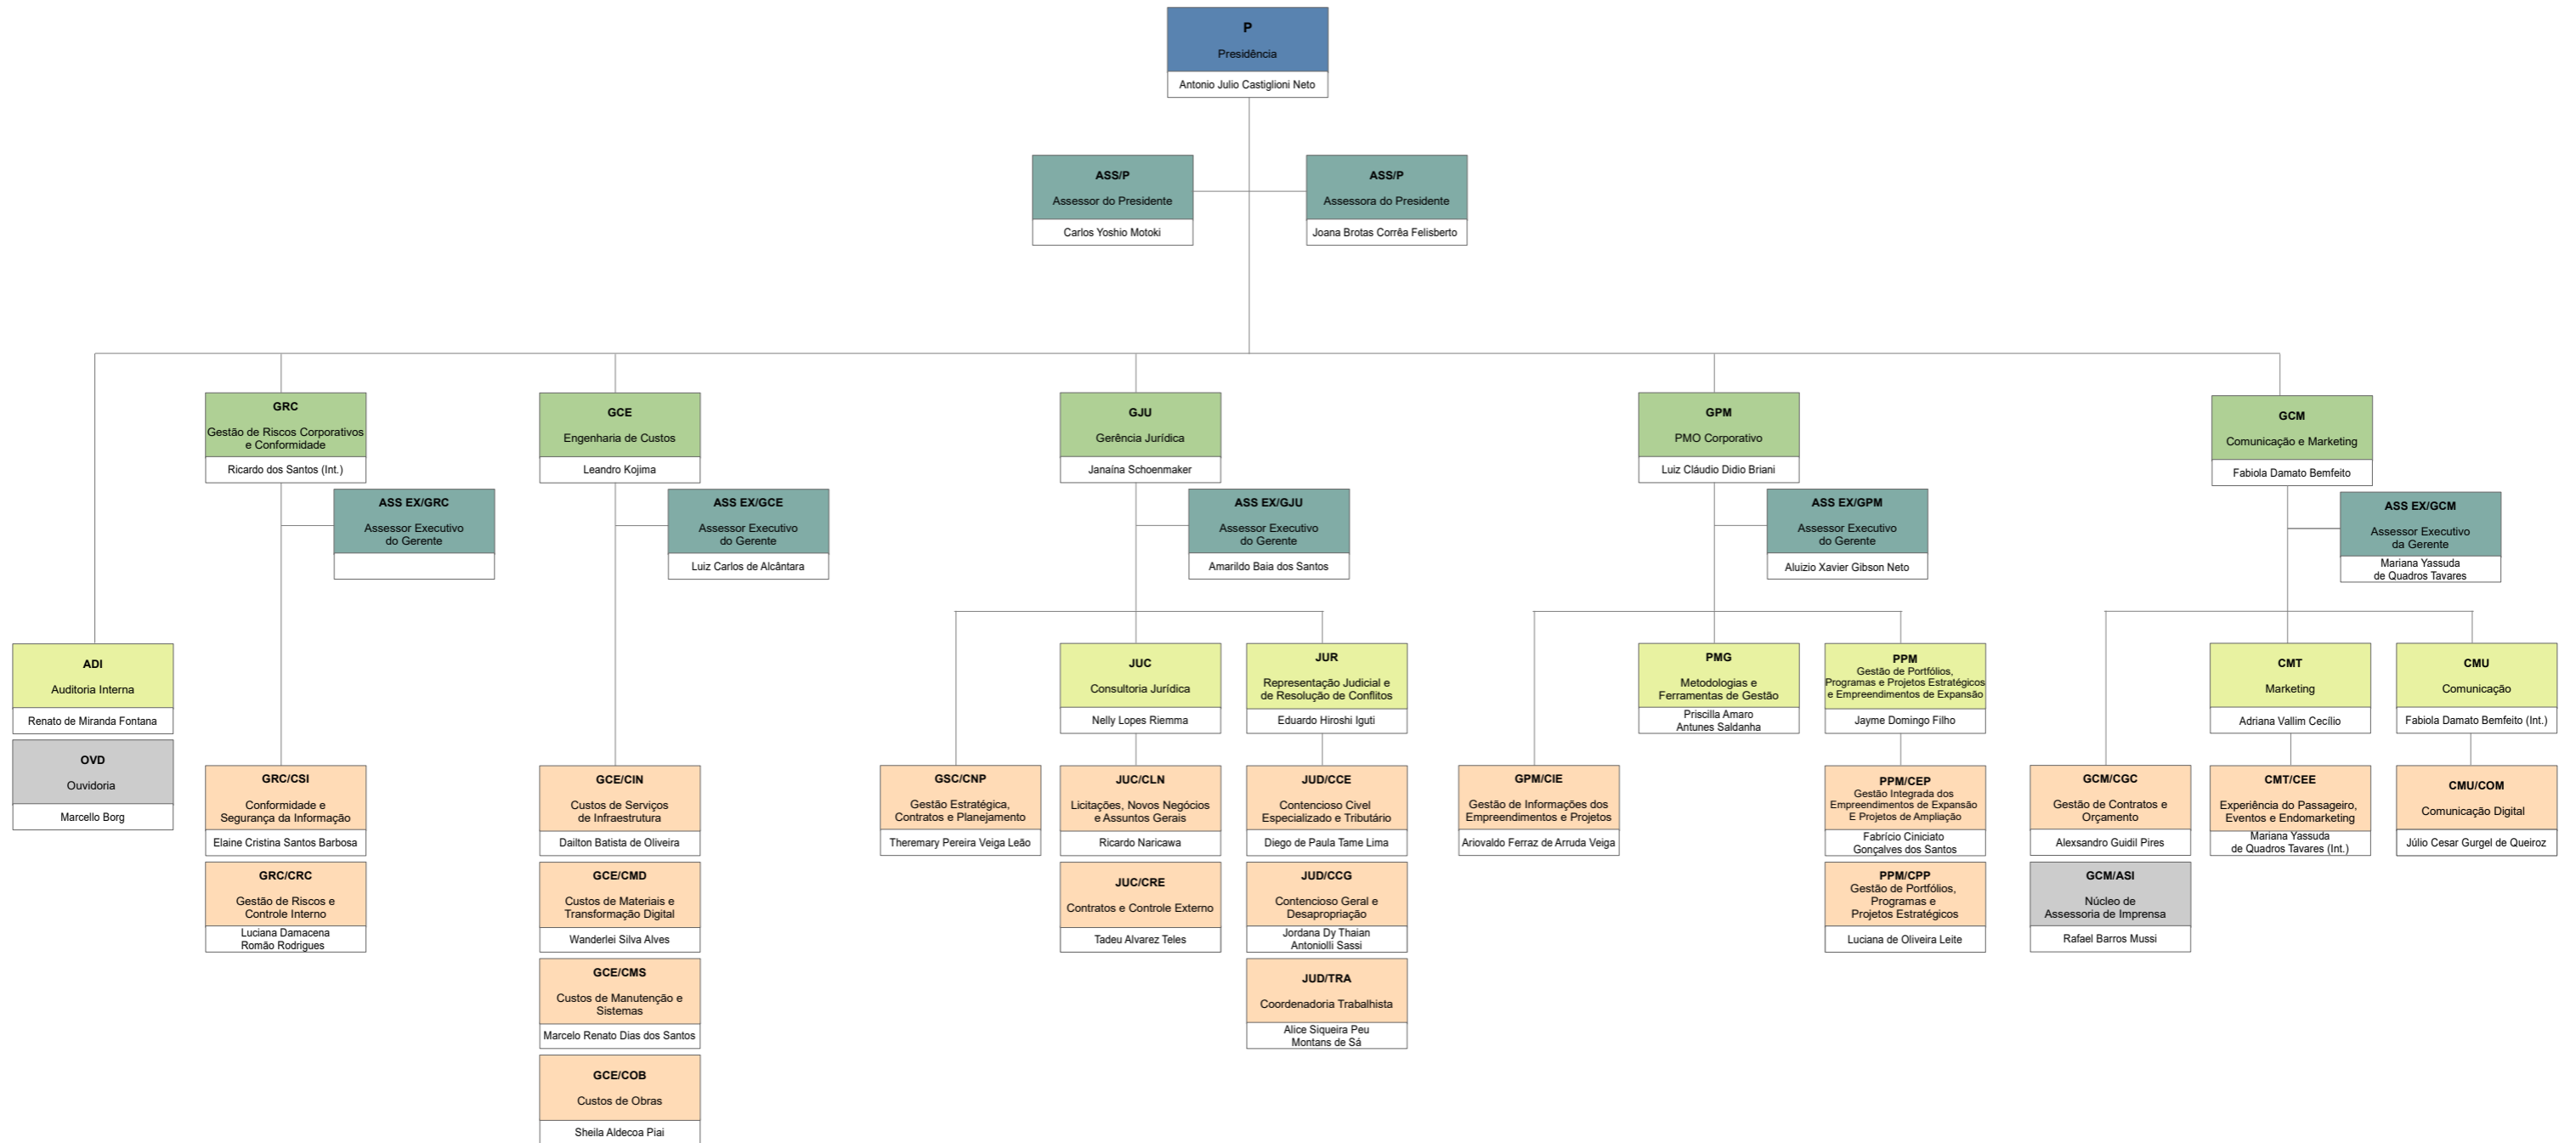 P
Presidência
Antonio Julio Castiglioni Neto
ASS/P
Assessor do Presidente
Carlos Yoshio Motoki
ASS/P
Assessora do Presidente
Joana Brotas Corrêa Felisberto
GRC
Gestão de Riscos Corporativos
e Conformidade
Ricardo dos Santos (Int.)
GCE
Engenharia de Custos
Leandro Kojima
GJU
Gerência Jurídica
Janaína Schoenmaker
GPM
PMO Corporativo
Luiz Cláudio Didio Briani
GCM
Comunicação e Marketing
Fabiola Damato Bemfeito
ASS EX/GRC
Assessor Executivo
do Gerente
ASS EX/GCE
Assessor Executivo
do Gerente
Luiz Carlos de Alcântara
ASS EX/GJU
Assessor Executivo
do Gerente
Amarildo Baia dos Santos
ASS EX/GPM
Assessor Executivo
do Gerente
Aluizio Xavier Gibson Neto
ASS EX/GCM
Assessor Executivo
da Gerente
Mariana Yassuda
de Quadros Tavares
ADI
Auditoria Interna
Renato de Miranda Fontana
JUC
Consultoria Jurídica
Nelly Lopes Riemma
JUR
Representação Judicial e
de Resolução de Conflitos
Eduardo Hiroshi Iguti
PMG
Metodologias e
Ferramentas de Gestão
Priscilla Amaro
Antunes Saldanha
PPM
Gestão de Portfólios,
Programas e Projetos Estratégicos
e Empreendimentos de Expansão
Jayme Domingo Filho
CMT
Marketing
Adriana Vallim Cecílio
CMU
Comunicação
Fabiola Damato Bemfeito (Int.)
OVD
Ouvidoria
Marcello Borg
GRC/CSI
Conformidade e
Segurança da Informação
Elaine Cristina Santos Barbosa
GCE/CIN
Custos de Serviços
de Infraestrutura
Dailton Batista de Oliveira
GSC/CNP
Gestão Estratégica,
Contratos e Planejamento
Theremary Pereira Veiga Leão
JUC/CLN
Licitações, Novos Negócios
e Assuntos Gerais
Ricardo Naricawa
JUD/CCE
Contencioso Civel
Especializado e Tributário
Diego de Paula Tame Lima
GPM/CIE
Gestão de Informações dos
Empreendimentos e Projetos
Ariovaldo Ferraz de Arruda Veiga
PPM/CEP
Gestão Integrada dos
Empreendimentos de Expansão
E Projetos de Ampliação
Fabrício Ciniciato
Gonçalves dos Santos
GCM/CGC
Gestão de Contratos e
Orçamento
Alexsandro Guidil Pires
CMT/CEE
Experiência do Passageiro,
Eventos e Endomarketing
Mariana Yassuda
de Quadros Tavares (Int.)
CMU/COM
Comunicação Digital
Júlio Cesar Gurgel de Queiroz
GRC/CRC
Gestão de Riscos e
Controle Interno
Luciana Damacena
Romão Rodrigues
GCE/CMD
Custos de Materiais e
Transformação Digital
Wanderlei Silva Alves
JUC/CRE
Contratos e Controle Externo
Tadeu Alvarez Teles
JUD/CCG
Contencioso Geral e
Desapropriação
Jordana Dy Thaian
Antoniolli Sassi
PPM/CPP
Gestão de Portfólios,
Programas e
Projetos Estratégicos
Luciana de Oliveira Leite
GCM/ASI
Núcleo de
Assessoria de Imprensa
Rafael Barros Mussi
GCE/CMS
Custos de Manutenção e
Sistemas
Marcelo Renato Dias dos Santos
JUD/TRA
Coordenadoria Trabalhista
Alice Siqueira Peu
Montans de Sá
GCE/COB
Custos de Obras
Sheila Aldecoa Piai